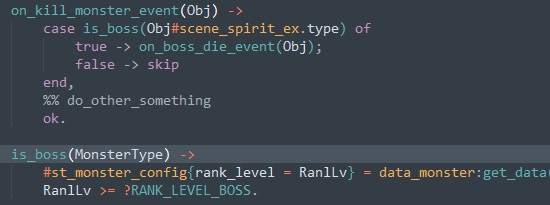 on_kill_monster_event(Obj) ->
case is_boss(Obj#scene_spirit_ex.type) of
true -> on_boss_die_event(Obj);
false -> skip
end,
%% do_other_something
ok.
is_boss(MonsterType) ->
#st_monster_config{rank_level = RanlLv} = data_monster:get_data(
RanlLv >= ?RANK_LEVEL_BOSS.